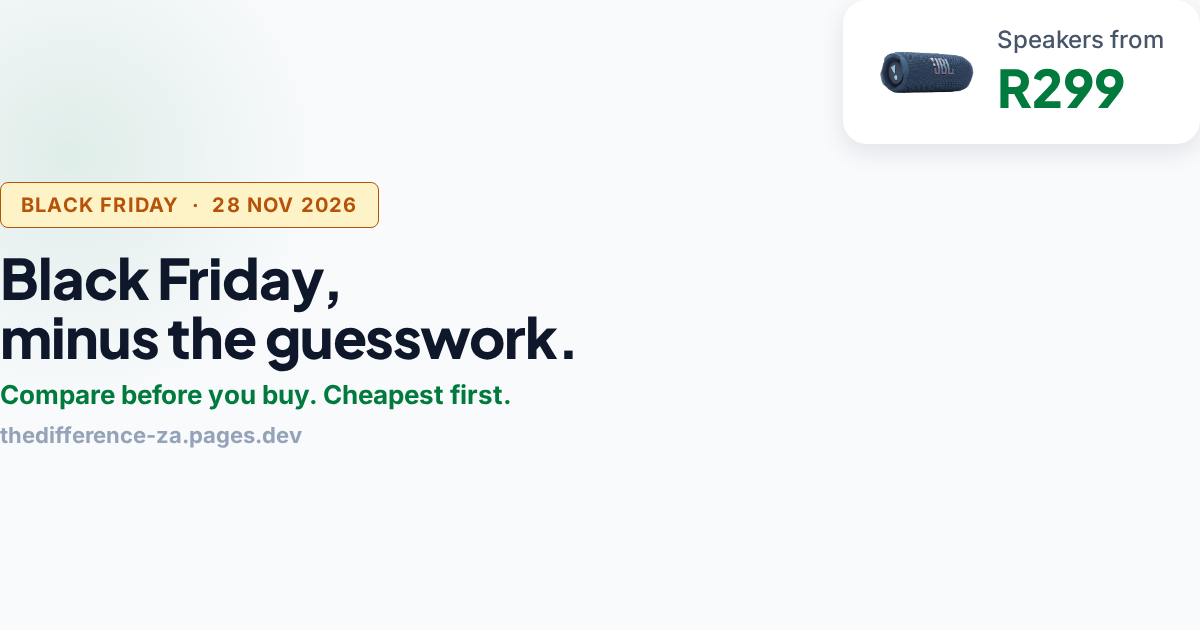 Speakers from
JBL
R299
BLACK FRIDAY · 28 NOV 2026
Black Friday,
minus the guesswork.
Compare before you buy. Cheapest first.
thedifference-za.pages.dev